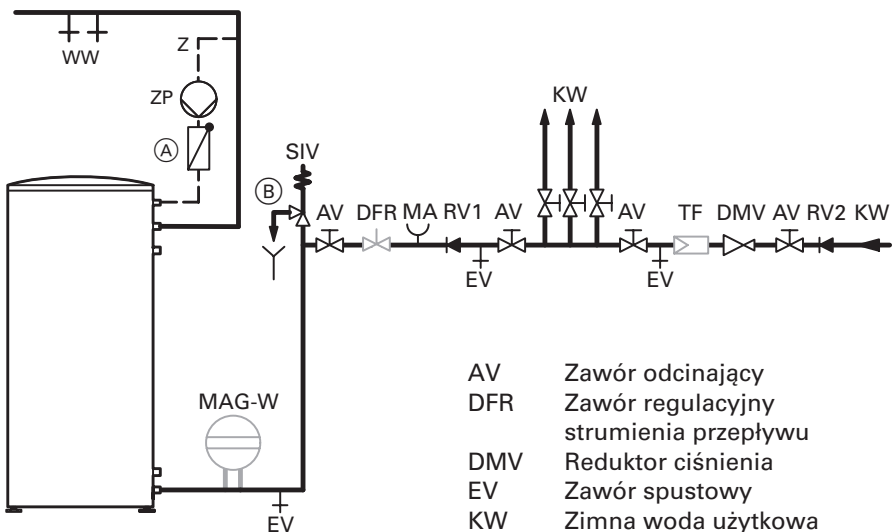 WW
Z
ZP
A
KW
SIV
B
AV DFR MA RV1 AV AV TF DMV AV RV2 KW
EV EV
MAG-W
EV
AV Zawór odcinający
DFR Zawór regulacyjny
strumienia przepływu
DMV Reduktor ciśnienia
EV Zawór spustowy
KW Zimna woda użytkowa